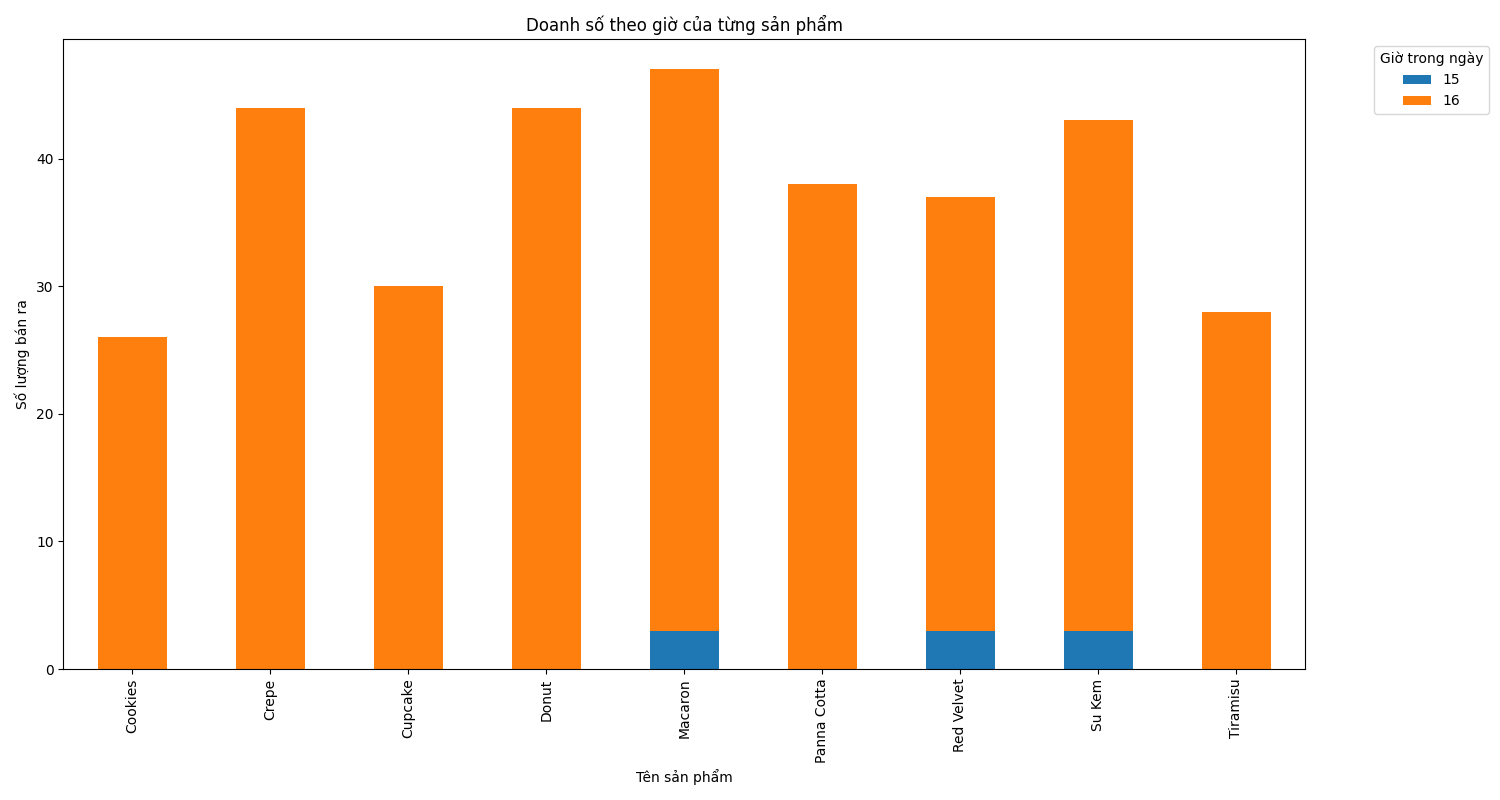 Doanh số theo giờ của từng sản phẩm
Giờ trong ngày
15
16
Số lượng bán ra
40
30
20
10
0
Cookies
Crepe
Cupcake
Donut
Macaron
Panna Cotta
Red Velvet
Su Kem
Tiramisu
Tên sản phẩm